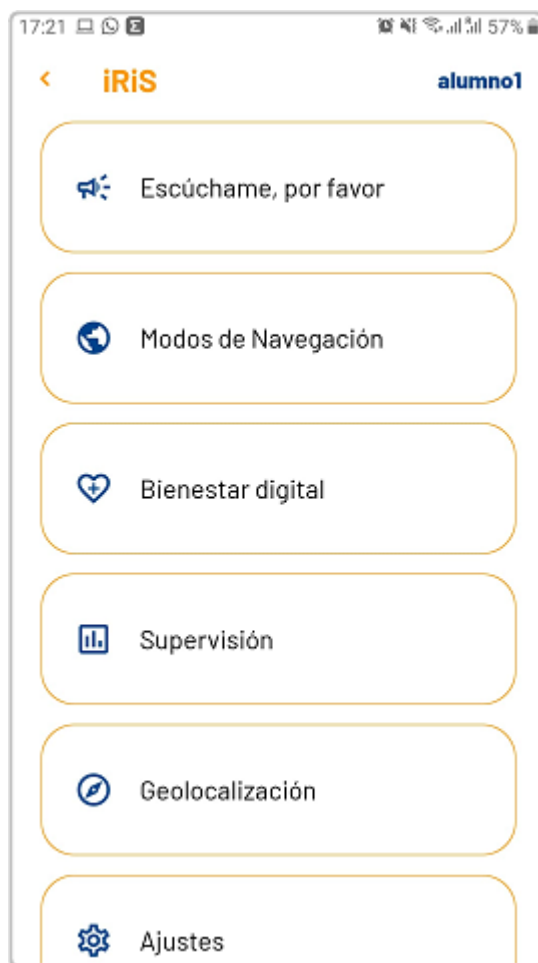 17:21 57%
iRiS alumno1
Escúchame, por favor
Modos de Navegación
Bienestar digital
Supervisión
Geolocalización
Ajustes